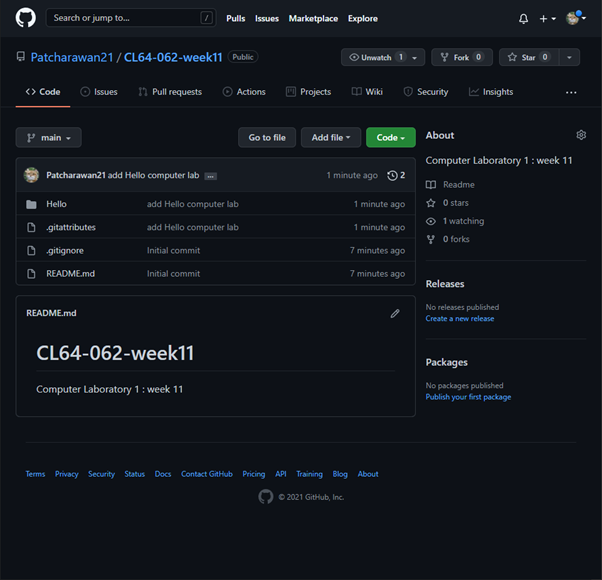 Search or jump to... /
Pulls Issues Marketplace Explore
Patcharawan21 / CL64-062-week11 Public
Unwatch 1 Fork 0 Star 0
Code Issues Pull requests Actions Projects Wiki Security Insights ...
main Go to file Add file Code
Patcharawan21 add Hello computer lab ... 1 minute ago 2
Hello add Hello computer lab 1 minute ago
.gitattributes add Hello computer lab 1 minute ago
.gitignore Initial commit 7 minutes ago
README.md Initial commit 7 minutes ago
README.md
CL64-062-week11
Computer Laboratory 1 : week 11
About
Computer Laboratory 1 : week 11
Readme
0 stars
1 watching
0 forks
Releases
No releases published
Create a new release
Packages
No packages published
Publish your first package
Terms Privacy Security Status Docs Contact GitHub Pricing API Training Blog About
© 2021 GitHub, Inc.